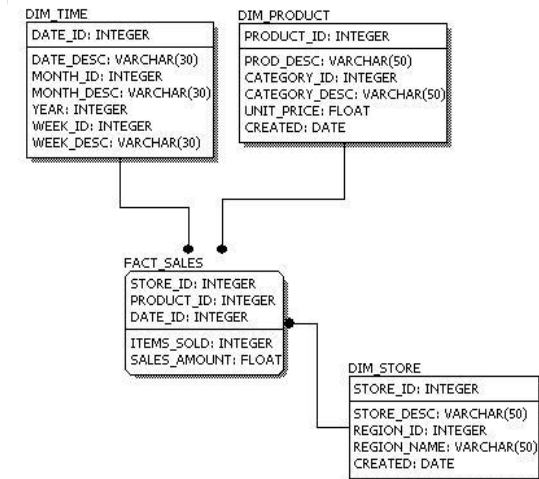 DIM_TIME
DATE_ID: INTEGER
DATE_DESC: VARCHAR(30)
MONTH_ID: INTEGER
MONTH_DESC: VARCHAR(30)
YEAR: INTEGER
WEEK_ID: INTEGER
WEEK_DESC: VARCHAR(30)
DIM_PRODUCT
PRODUCT_ID: INTEGER
PROD_DESC: VARCHAR(50)
CATEGORY_ID: INTEGER
CATEGORY_DESC: VARCHAR(50)
UNIT_PRICE: FLOAT
CREATED: DATE
FACT_SALES
STORE_ID: INTEGER
PRODUCT_ID: INTEGER
DATE_ID: INTEGER
ITEMS_SOLD: INTEGER
SALES_AMOUNT: FLOAT
DIM_STORE
STORE_ID: INTEGER
STORE_DESC: VARCHAR(50)
REGION_ID: INTEGER
REGION_NAME: VARCHAR(50)
CREATED: DATE